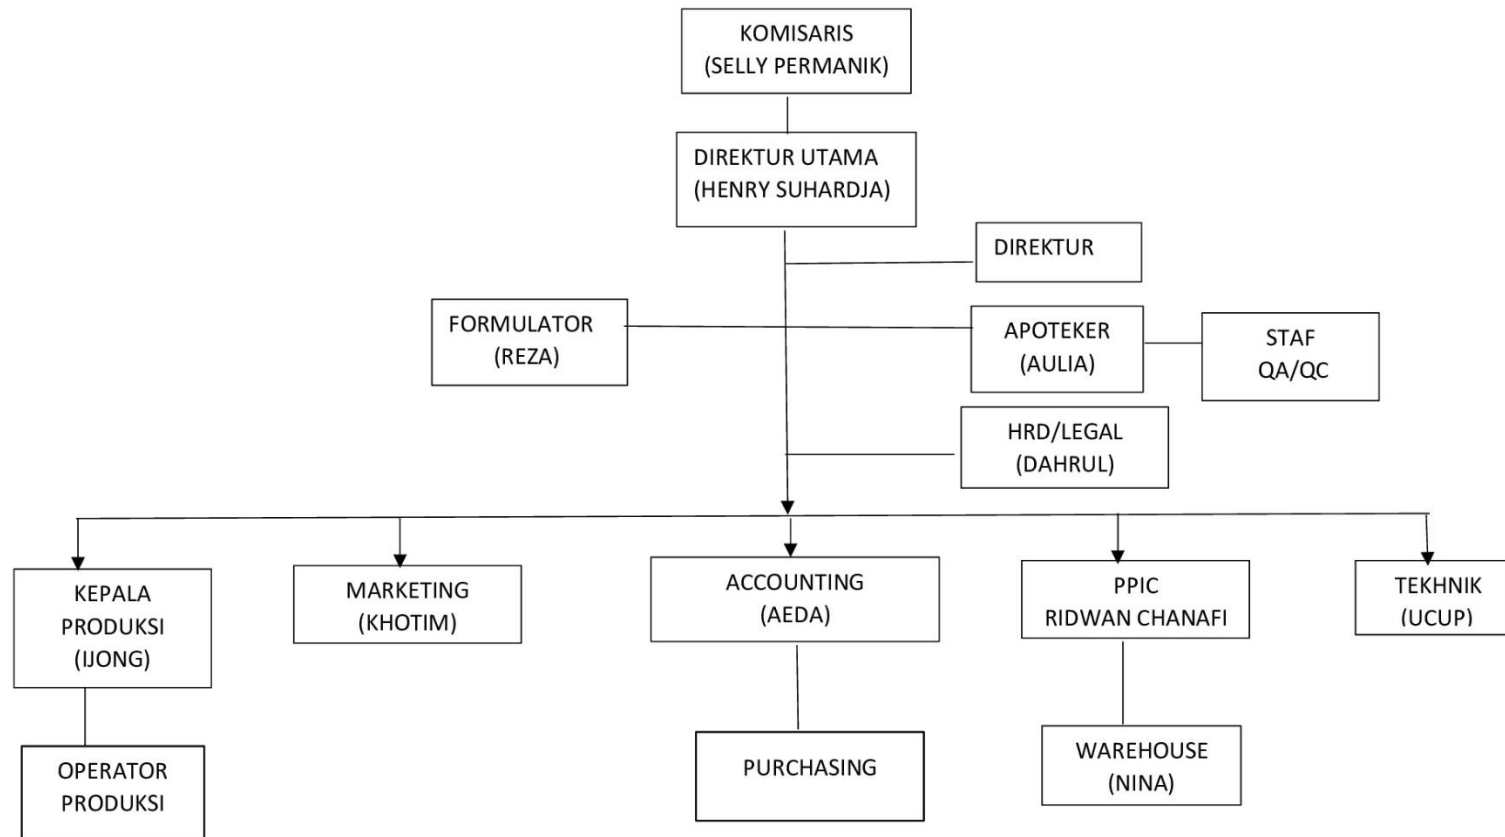 KOMISARIS
(SELLY PERMANIK)
DIREKTUR UTAMA
(HENRY SUHARDJA)
DIREKTUR
FORMULATOR
(REZA)
APOTEKER
(AULIA)
STAF
QA/QC
HRD/LEGAL
(DAHRUL)
KEPALA
PRODUKSI
(IJONG)
MARKETING
(KHOTIM)
ACCOUNTING
(AEDA)
PPIC
RIDWAN CHANAFI
TEKHNIK
(UCUP)
OPERATOR
PRODUKSI
PURCHASING
WAREHOUSE
(NINA)